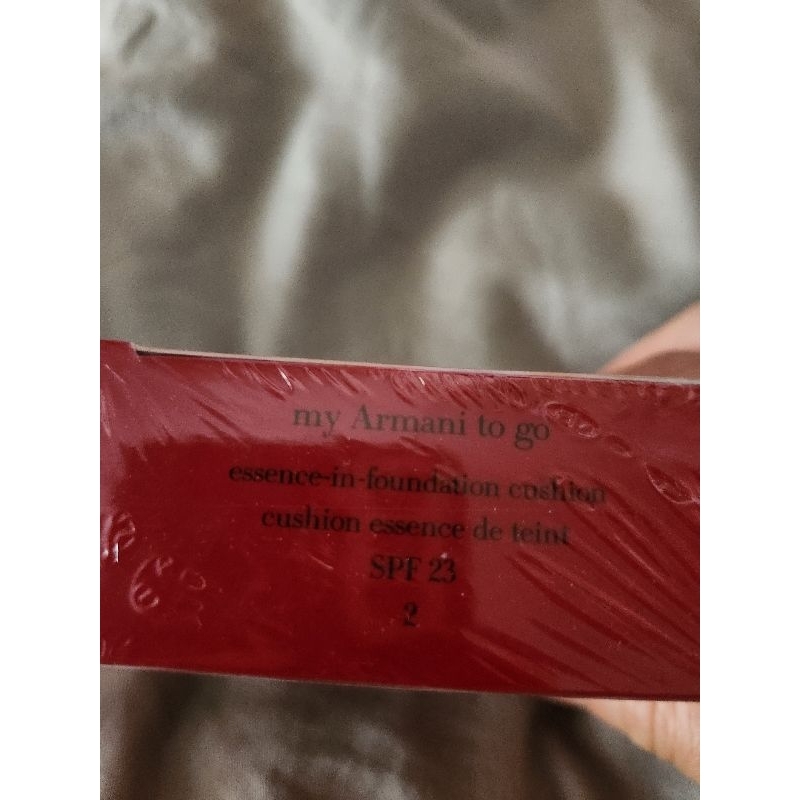 my Armani to go
essence-in-foundation cushion
cushion essence de teint
SPF 23
2